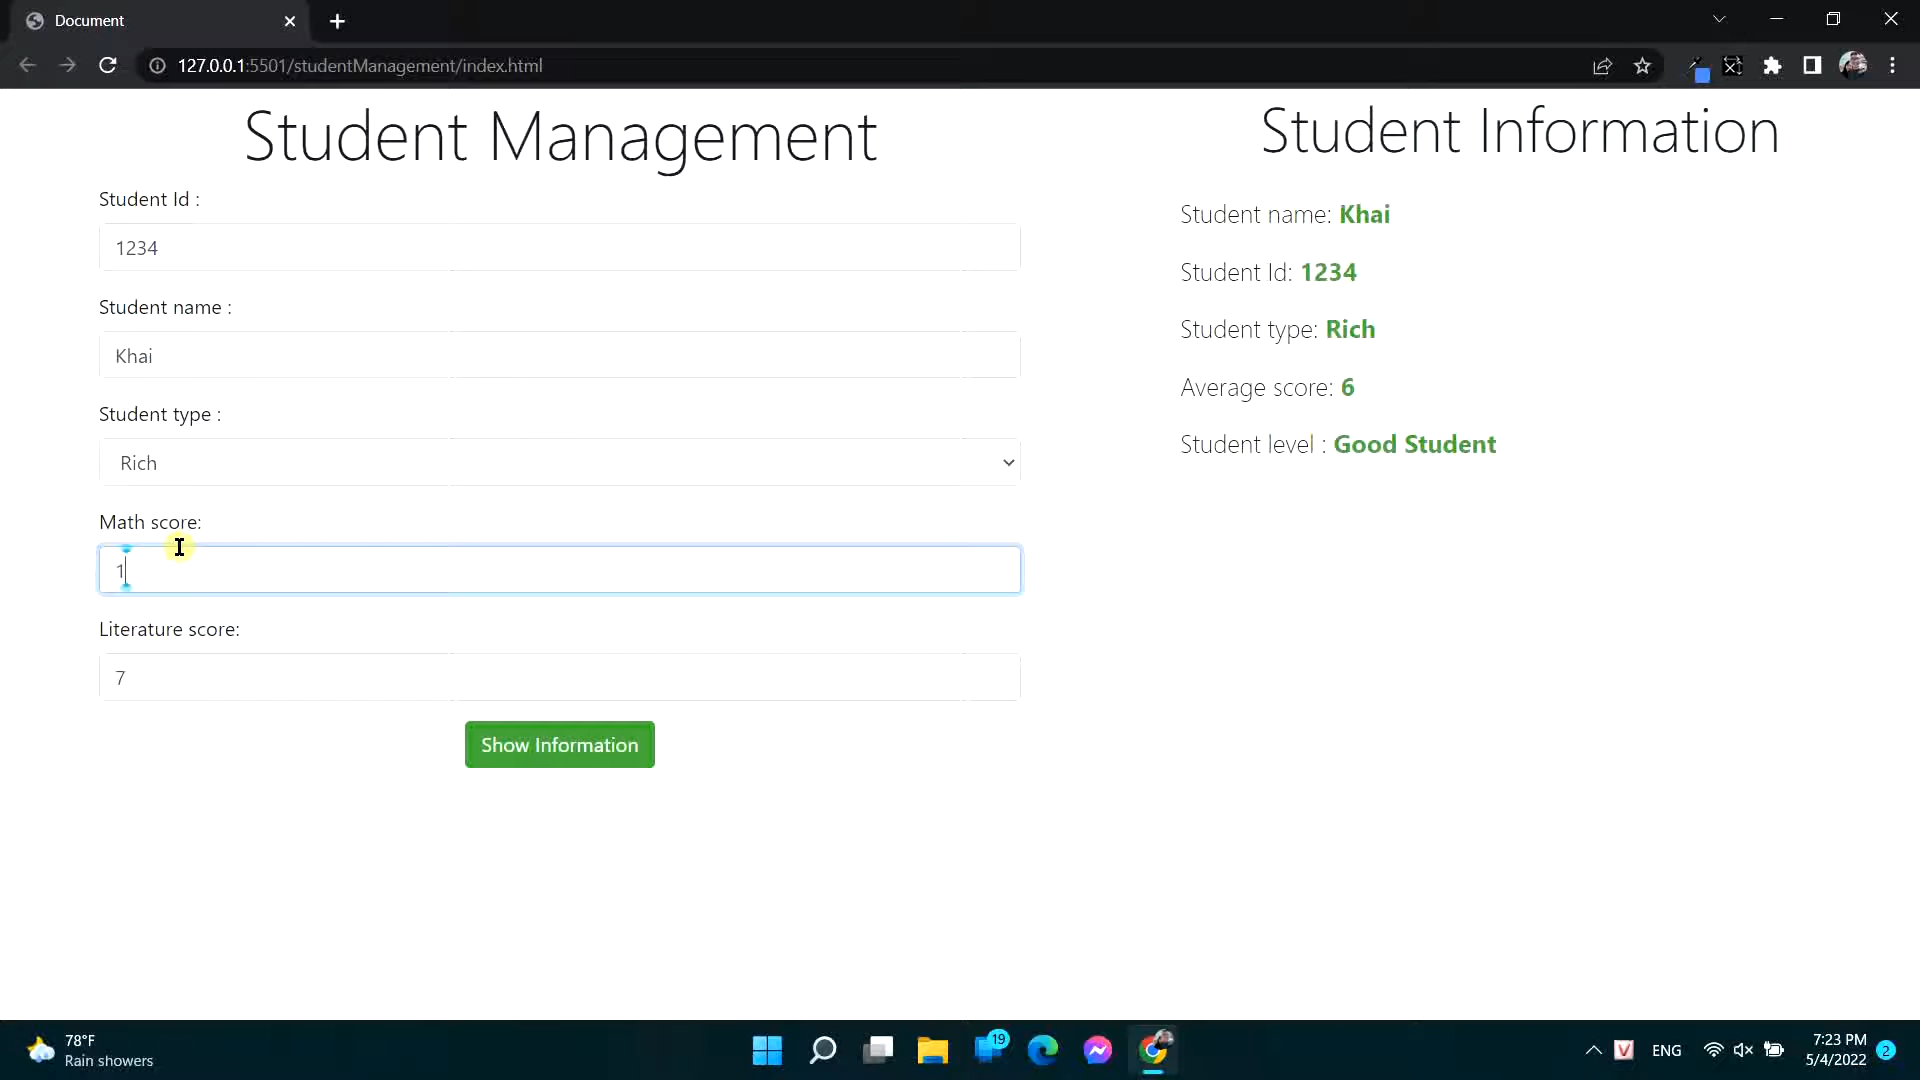 Document
127.0.0.1:5501/studentManagement/index.html
Student Management
Student Id :
1234
Student name :
Khai
Student type :
Rich
Math score:
1
Literature score:
7
Show Information
Student Information
Student name: Khai
Student Id: 1234
Student type: Rich
Average score: 6
Student level : Good Student
78°F
Rain showers
19
V
ENG
7:23 PM
5/4/2022
2